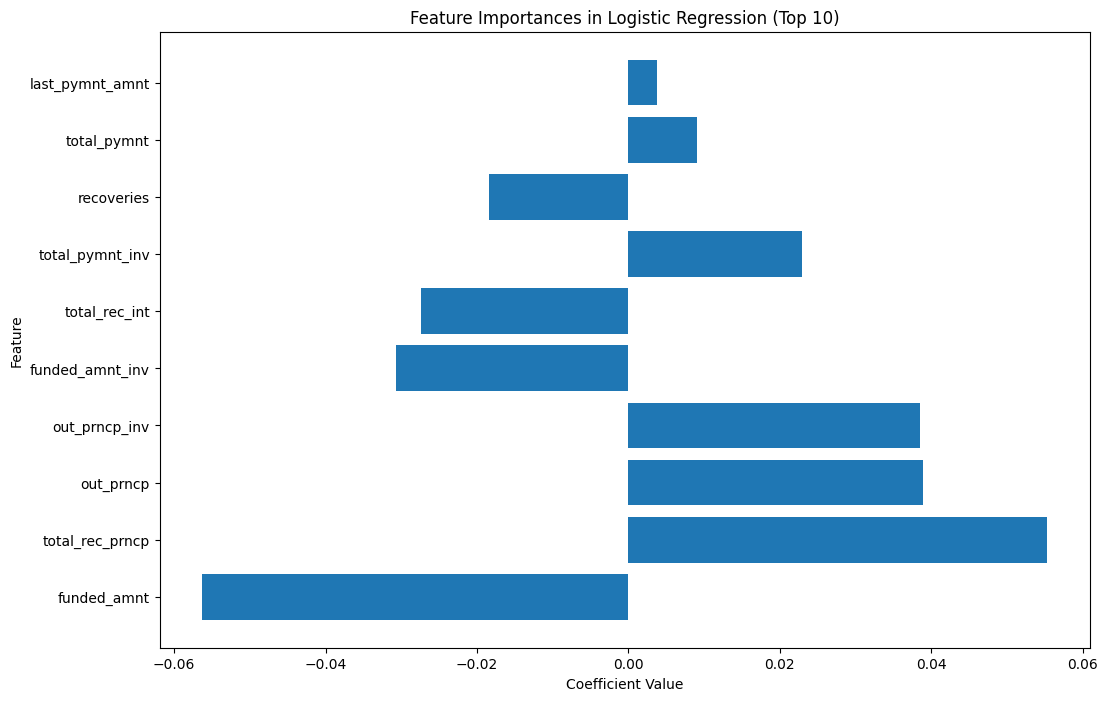 Feature Importances in Logistic Regression (Top 10)
last_pymnt_amnt
total_pymnt
recoveries
total_pymnt_inv
total_rec_int
funded_amnt_inv
out_prncp_inv
out_prncp
total_rec_prncp
funded_amnt
Feature
−0.06 −0.04 −0.02 0.00 0.02 0.04 0.06
Coefficient Value